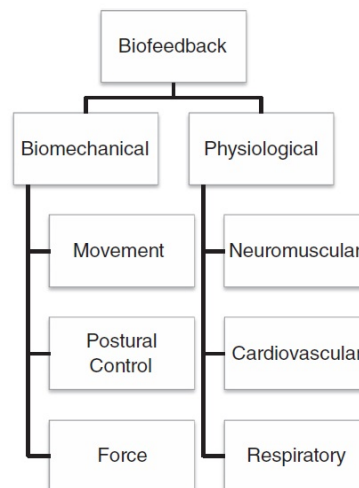 Biofeedback
Biomechanical
Physiological
Movement
Neuromuscular
Postural
Control
Cardiovascular
Force
Respiratory